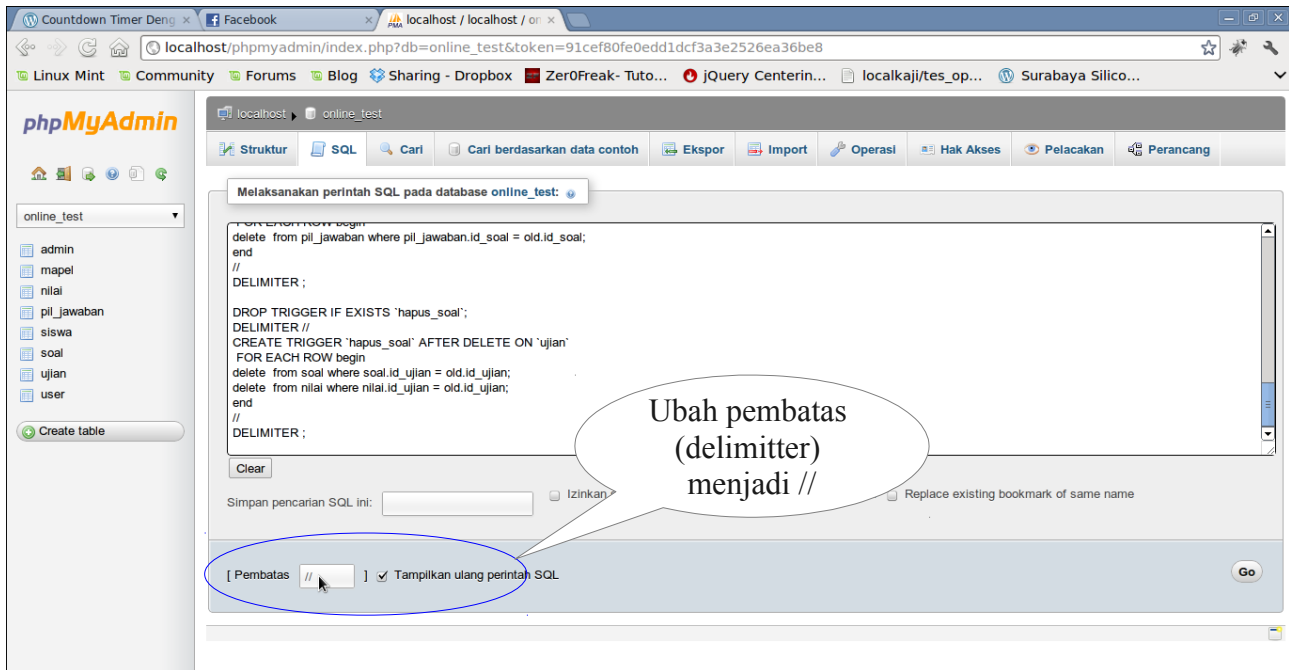 Countdown Timer Deng
Facebook
localhost / localhost / on
localhost/phpmyadmin/index.php?db=online_test&token=91cef80fe0edd1dcf3a3e2526ea36be8
Linux Mint Community Forums Blog Sharing - Dropbox Zer0Freak- Tuto... jQuery Centerin... localkaji/tes_op... Surabaya Silico...
phpMyAdmin
online_test
admin
mapel
nilai
pil_jawaban
siswa
soal
ujian
user
Create table
localhost online_test
Struktur SQL Cari Cari berdasarkan data contoh Ekspor Import Operasi Hak Akses Pelacakan Perancang
Melaksanakan perintah SQL pada database online_test:
FOR EACH ROW begin
delete from pil_jawaban where pil_jawaban.id_soal = old.id_soal;
end
//
DELIMITER ;
DROP TRIGGER IF EXISTS `hapus_soal`;
DELIMITER //
CREATE TRIGGER `hapus_soal` AFTER DELETE ON `ujian`
FOR EACH ROW begin
delete from soal where soal.id_ujian = old.id_ujian;
delete from nilai where nilai.id_ujian = old.id_ujian;
end
//
DELIMITER ;
Clear
Simpan pencarian SQL ini: Izinkan Replace existing bookmark of same name
Ubah pembatas
(delimitter)
menjadi //
[ Pembatas // ] Tampilkan ulang perintah SQL
Go